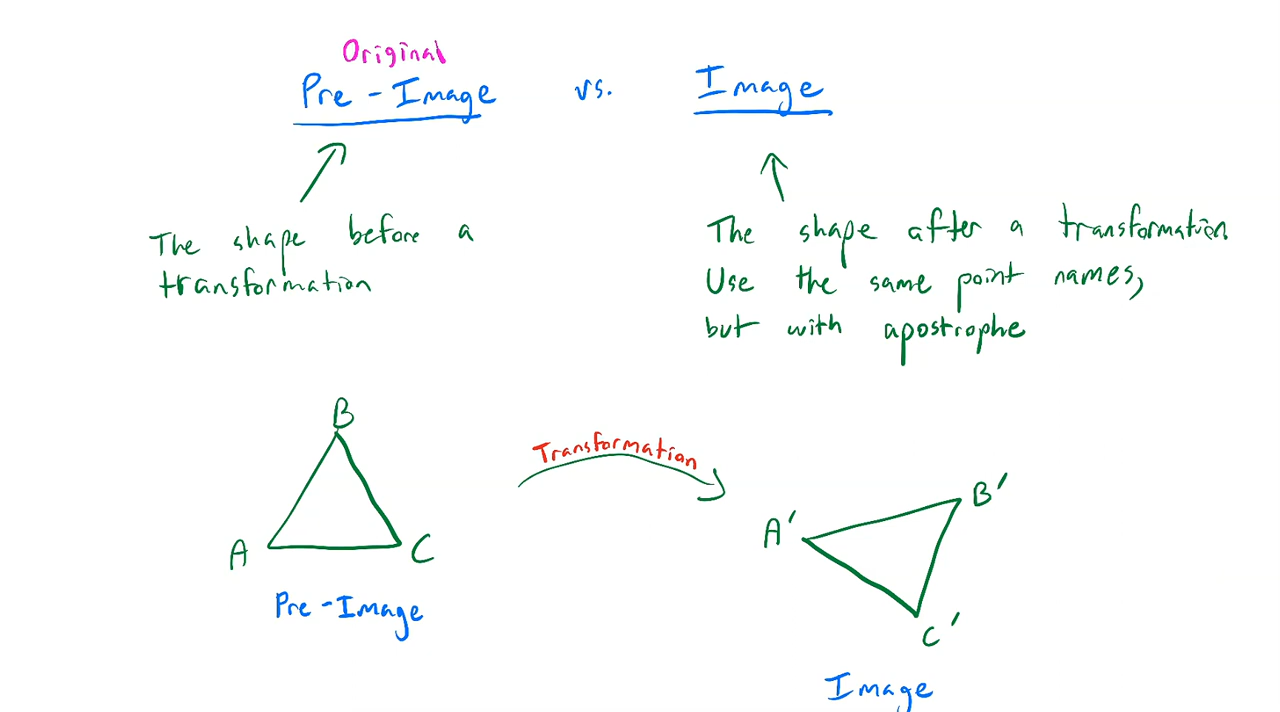 Original
Pre-Image vs. Image
The shape before a
transformation
The shape after a transformation.
Use the same point names,
but with apostrophe
B
A
C
Pre-Image
Transformation
A'
B'
C'
Image